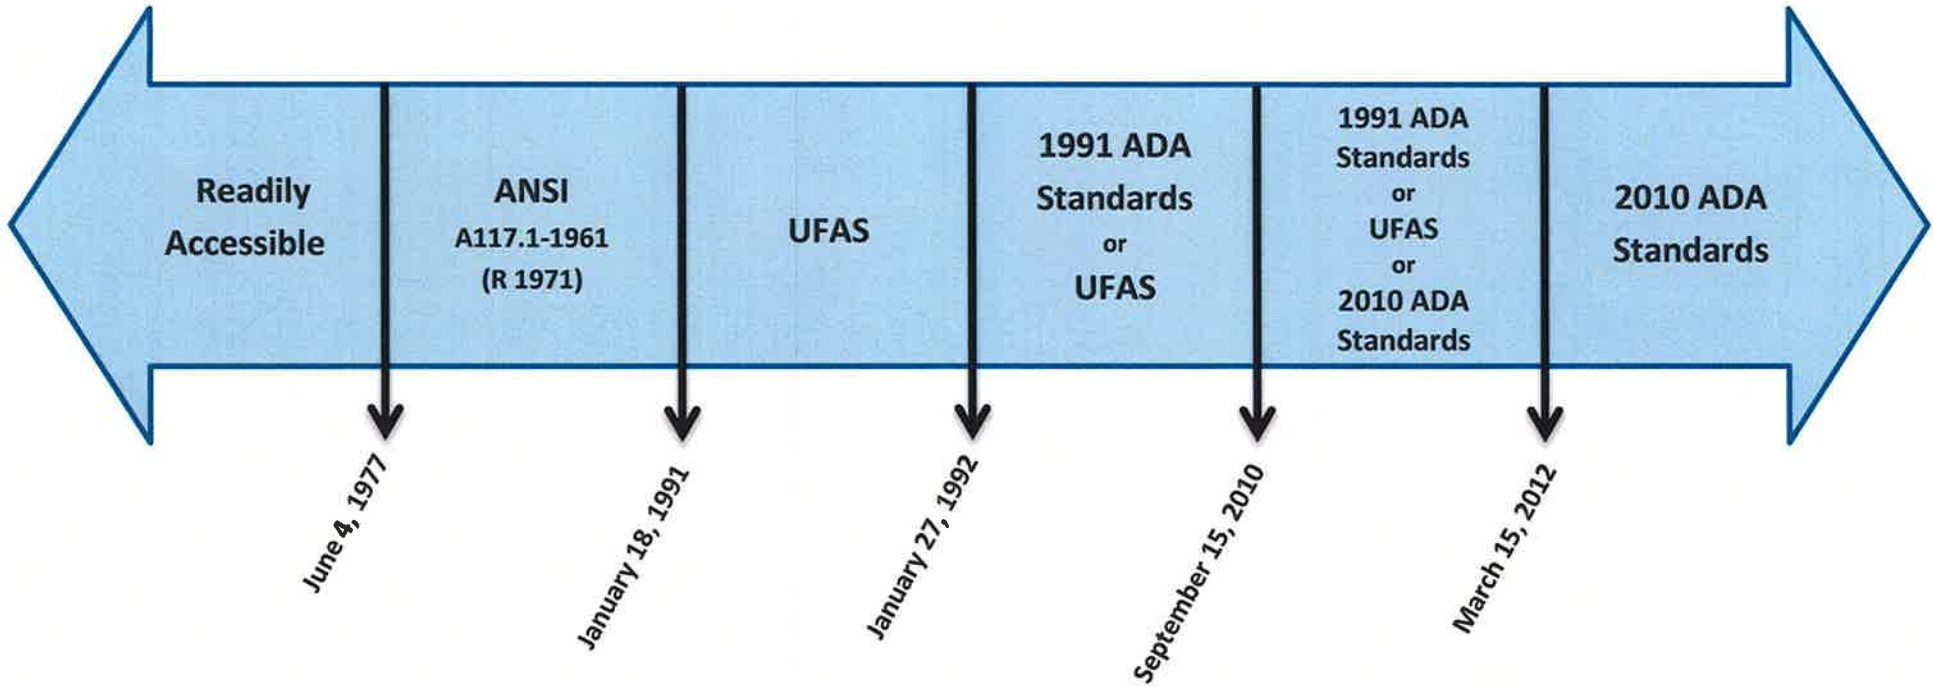 Readily
Accessible
ANSI
A117.1-1961
(R 1971)
UFAS
1991 ADA
Standards
or
UFAS
1991 ADA
Standards
or
UFAS
or
2010 ADA
Standards
2010 ADA
Standards
June 4, 1977
January 18, 1991
January 27, 1992
September 15, 2010
March 15, 2012